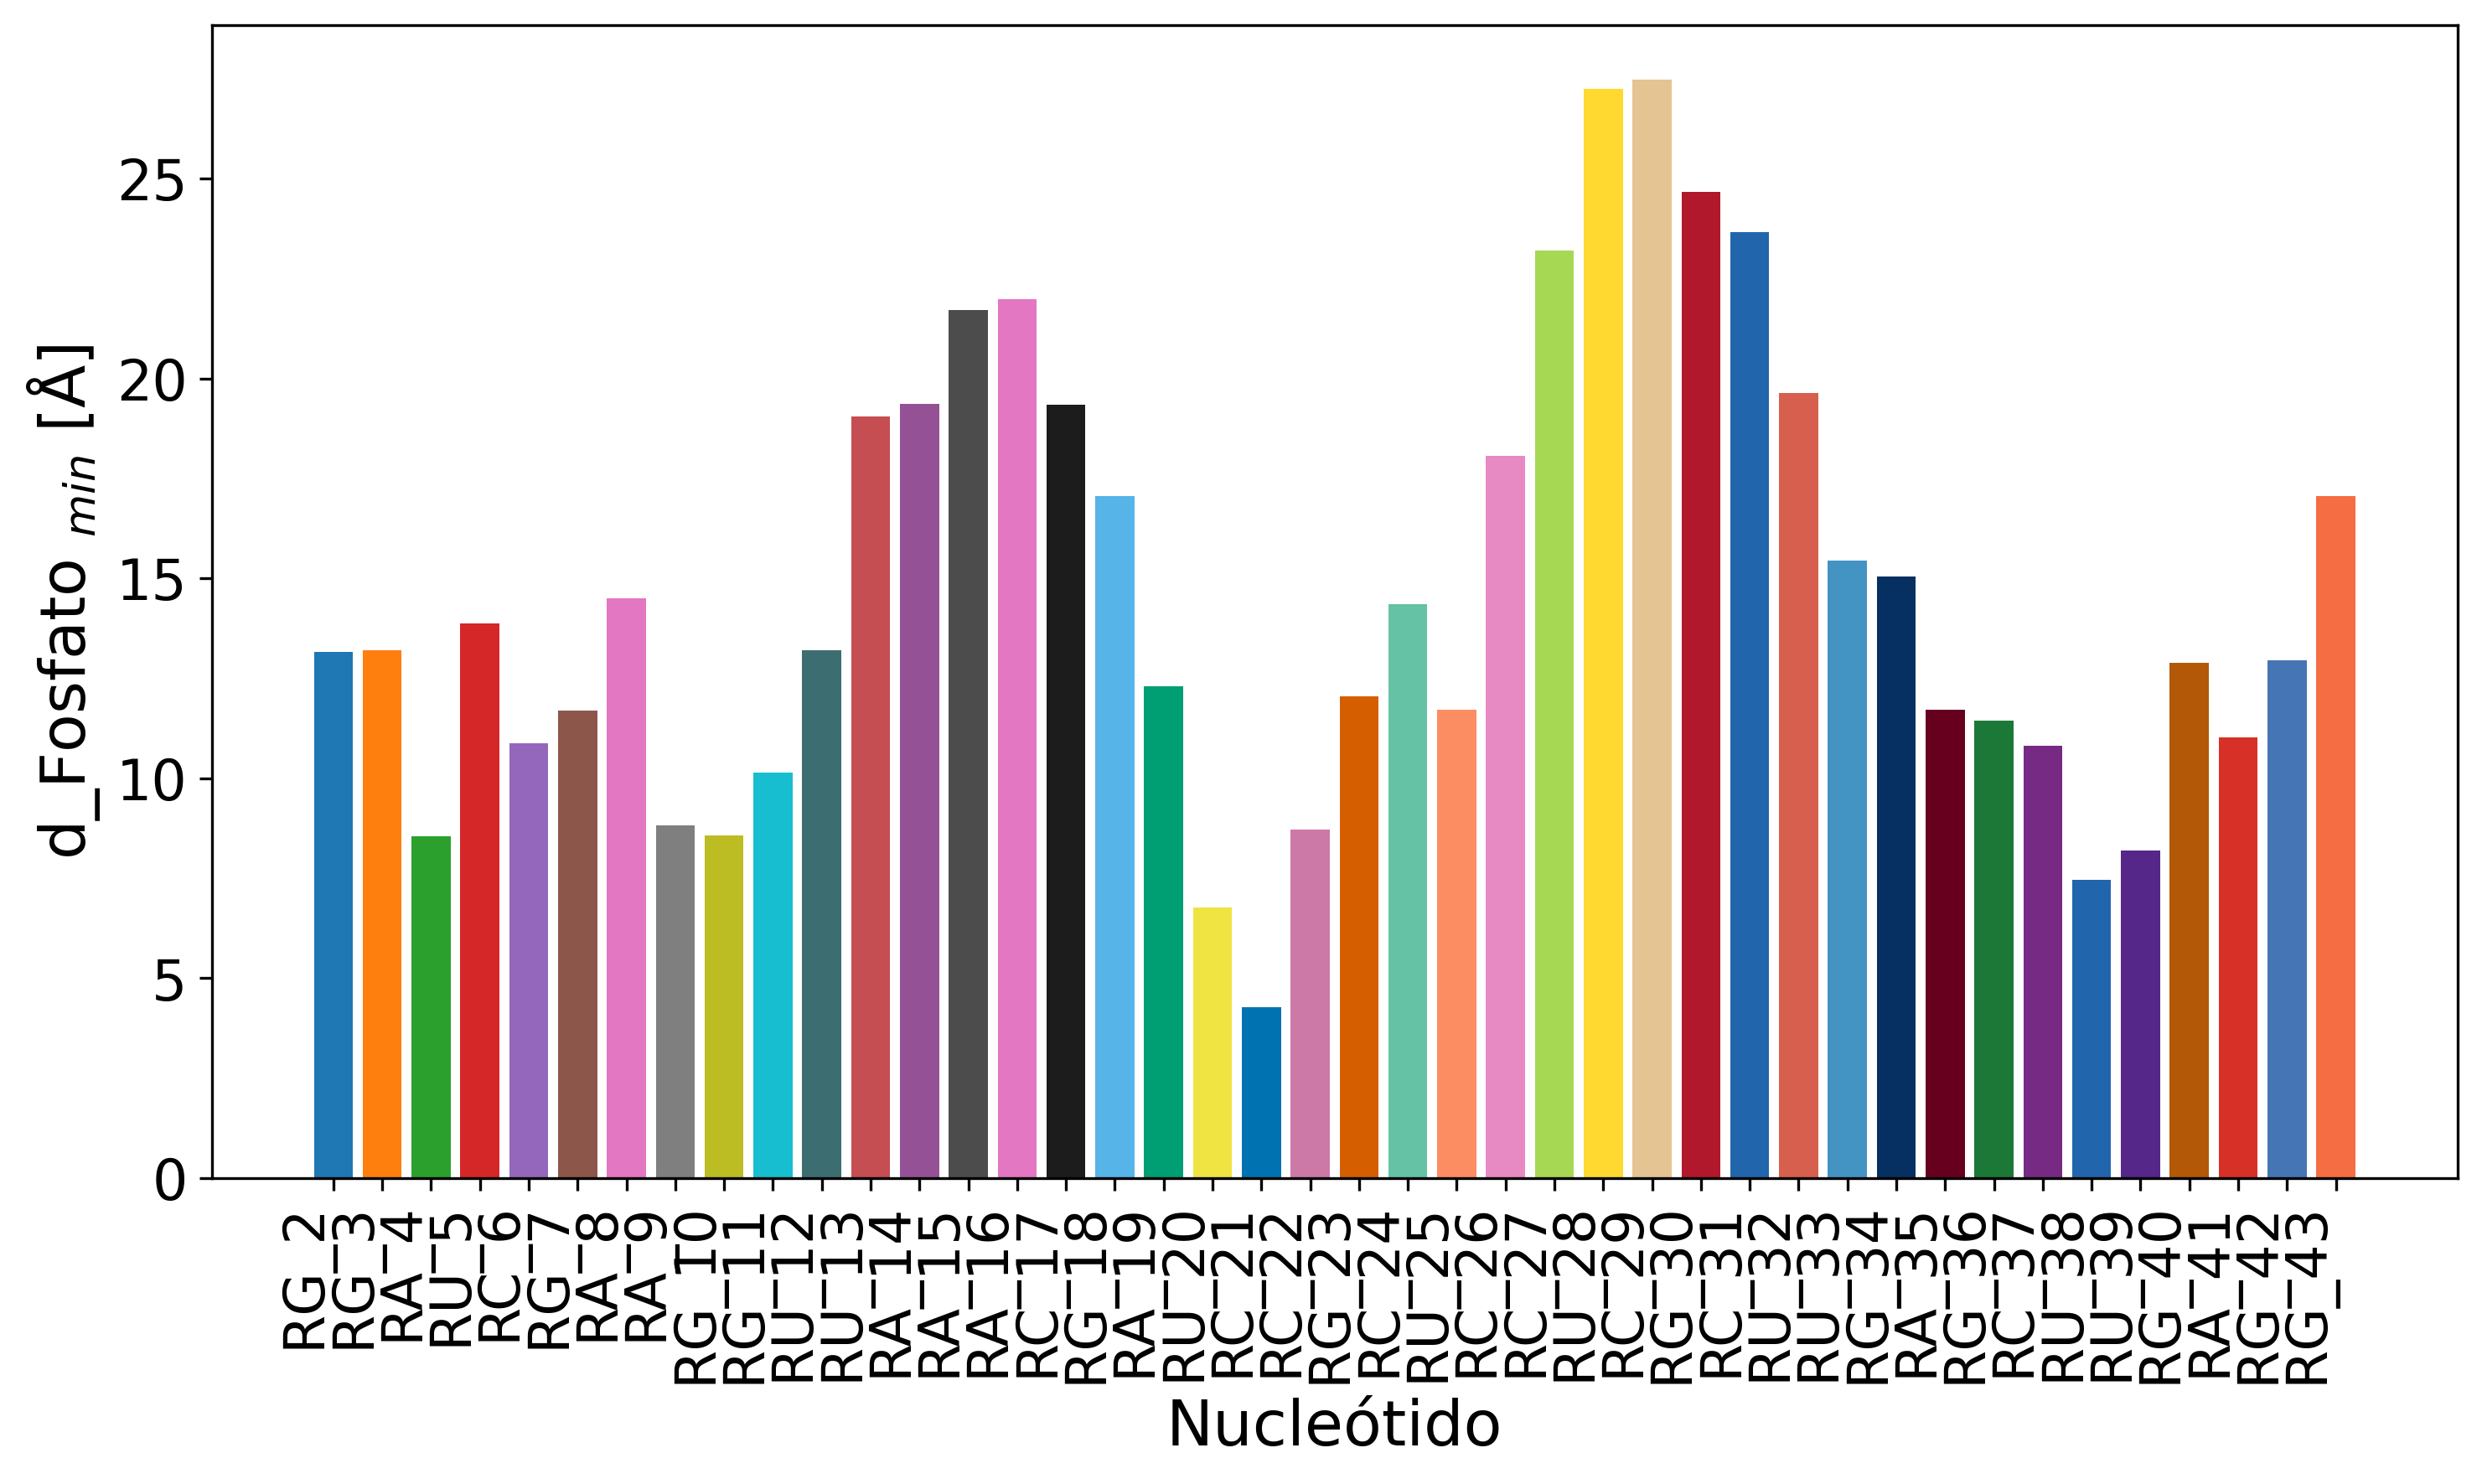 d_Fosfato min [Å]
25
20
15
10
5
0
RG_2
RG_3
RA_4
RU_5
RC_6
RG_7
RA_8
RA_9
RG_10
RG_11
RU_12
RU_13
RA_14
RA_15
RA_16
RC_17
RG_18
RA_19
RU_20
RC_21
RC_22
RG_23
RC_24
RU_25
RC_26
RC_27
RU_28
RC_29
RG_30
RC_31
RU_32
RU_33
RG_34
RA_35
RG_36
RC_37
RU_38
RU_39
RG_40
RA_41
RG_42
RG_43
Nucleótido